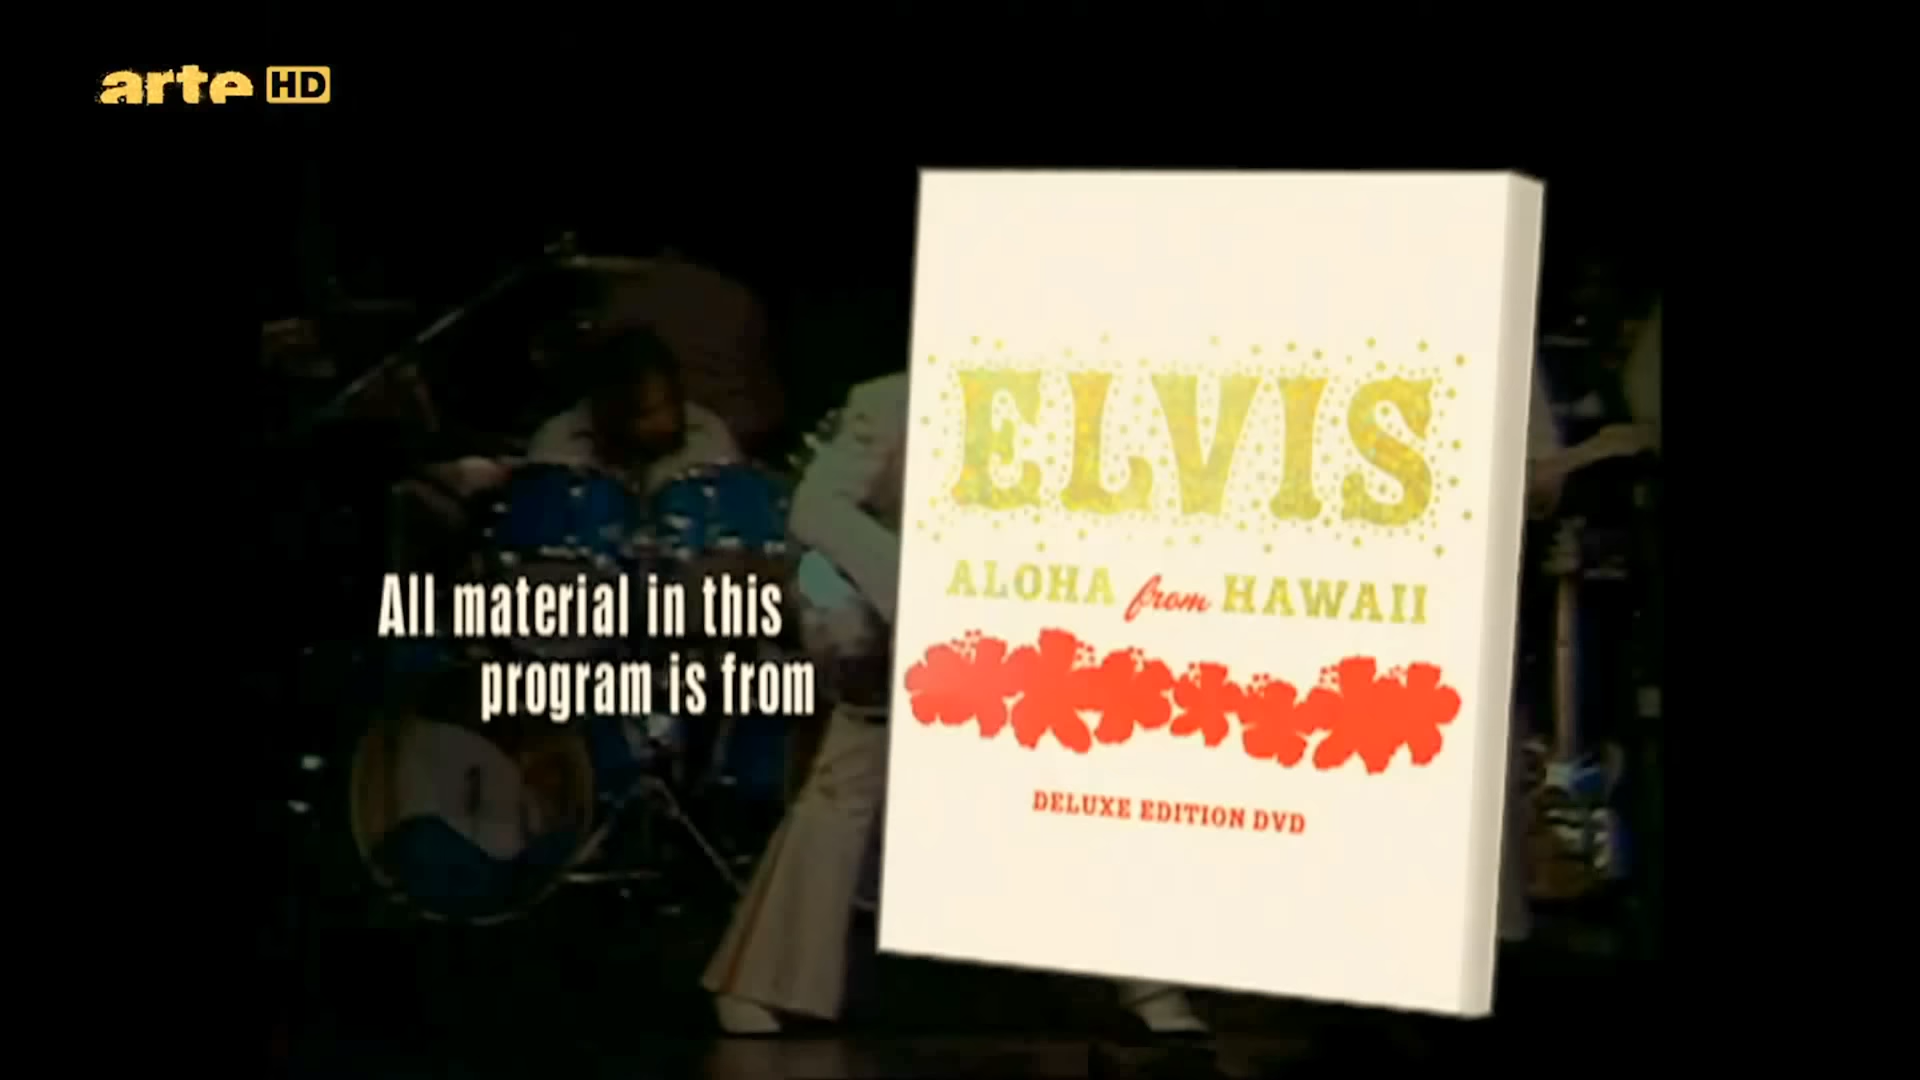 arte HD
All material in this
program is from
ELVIS
ALOHA from HAWAII
DELUXE EDITION DVD